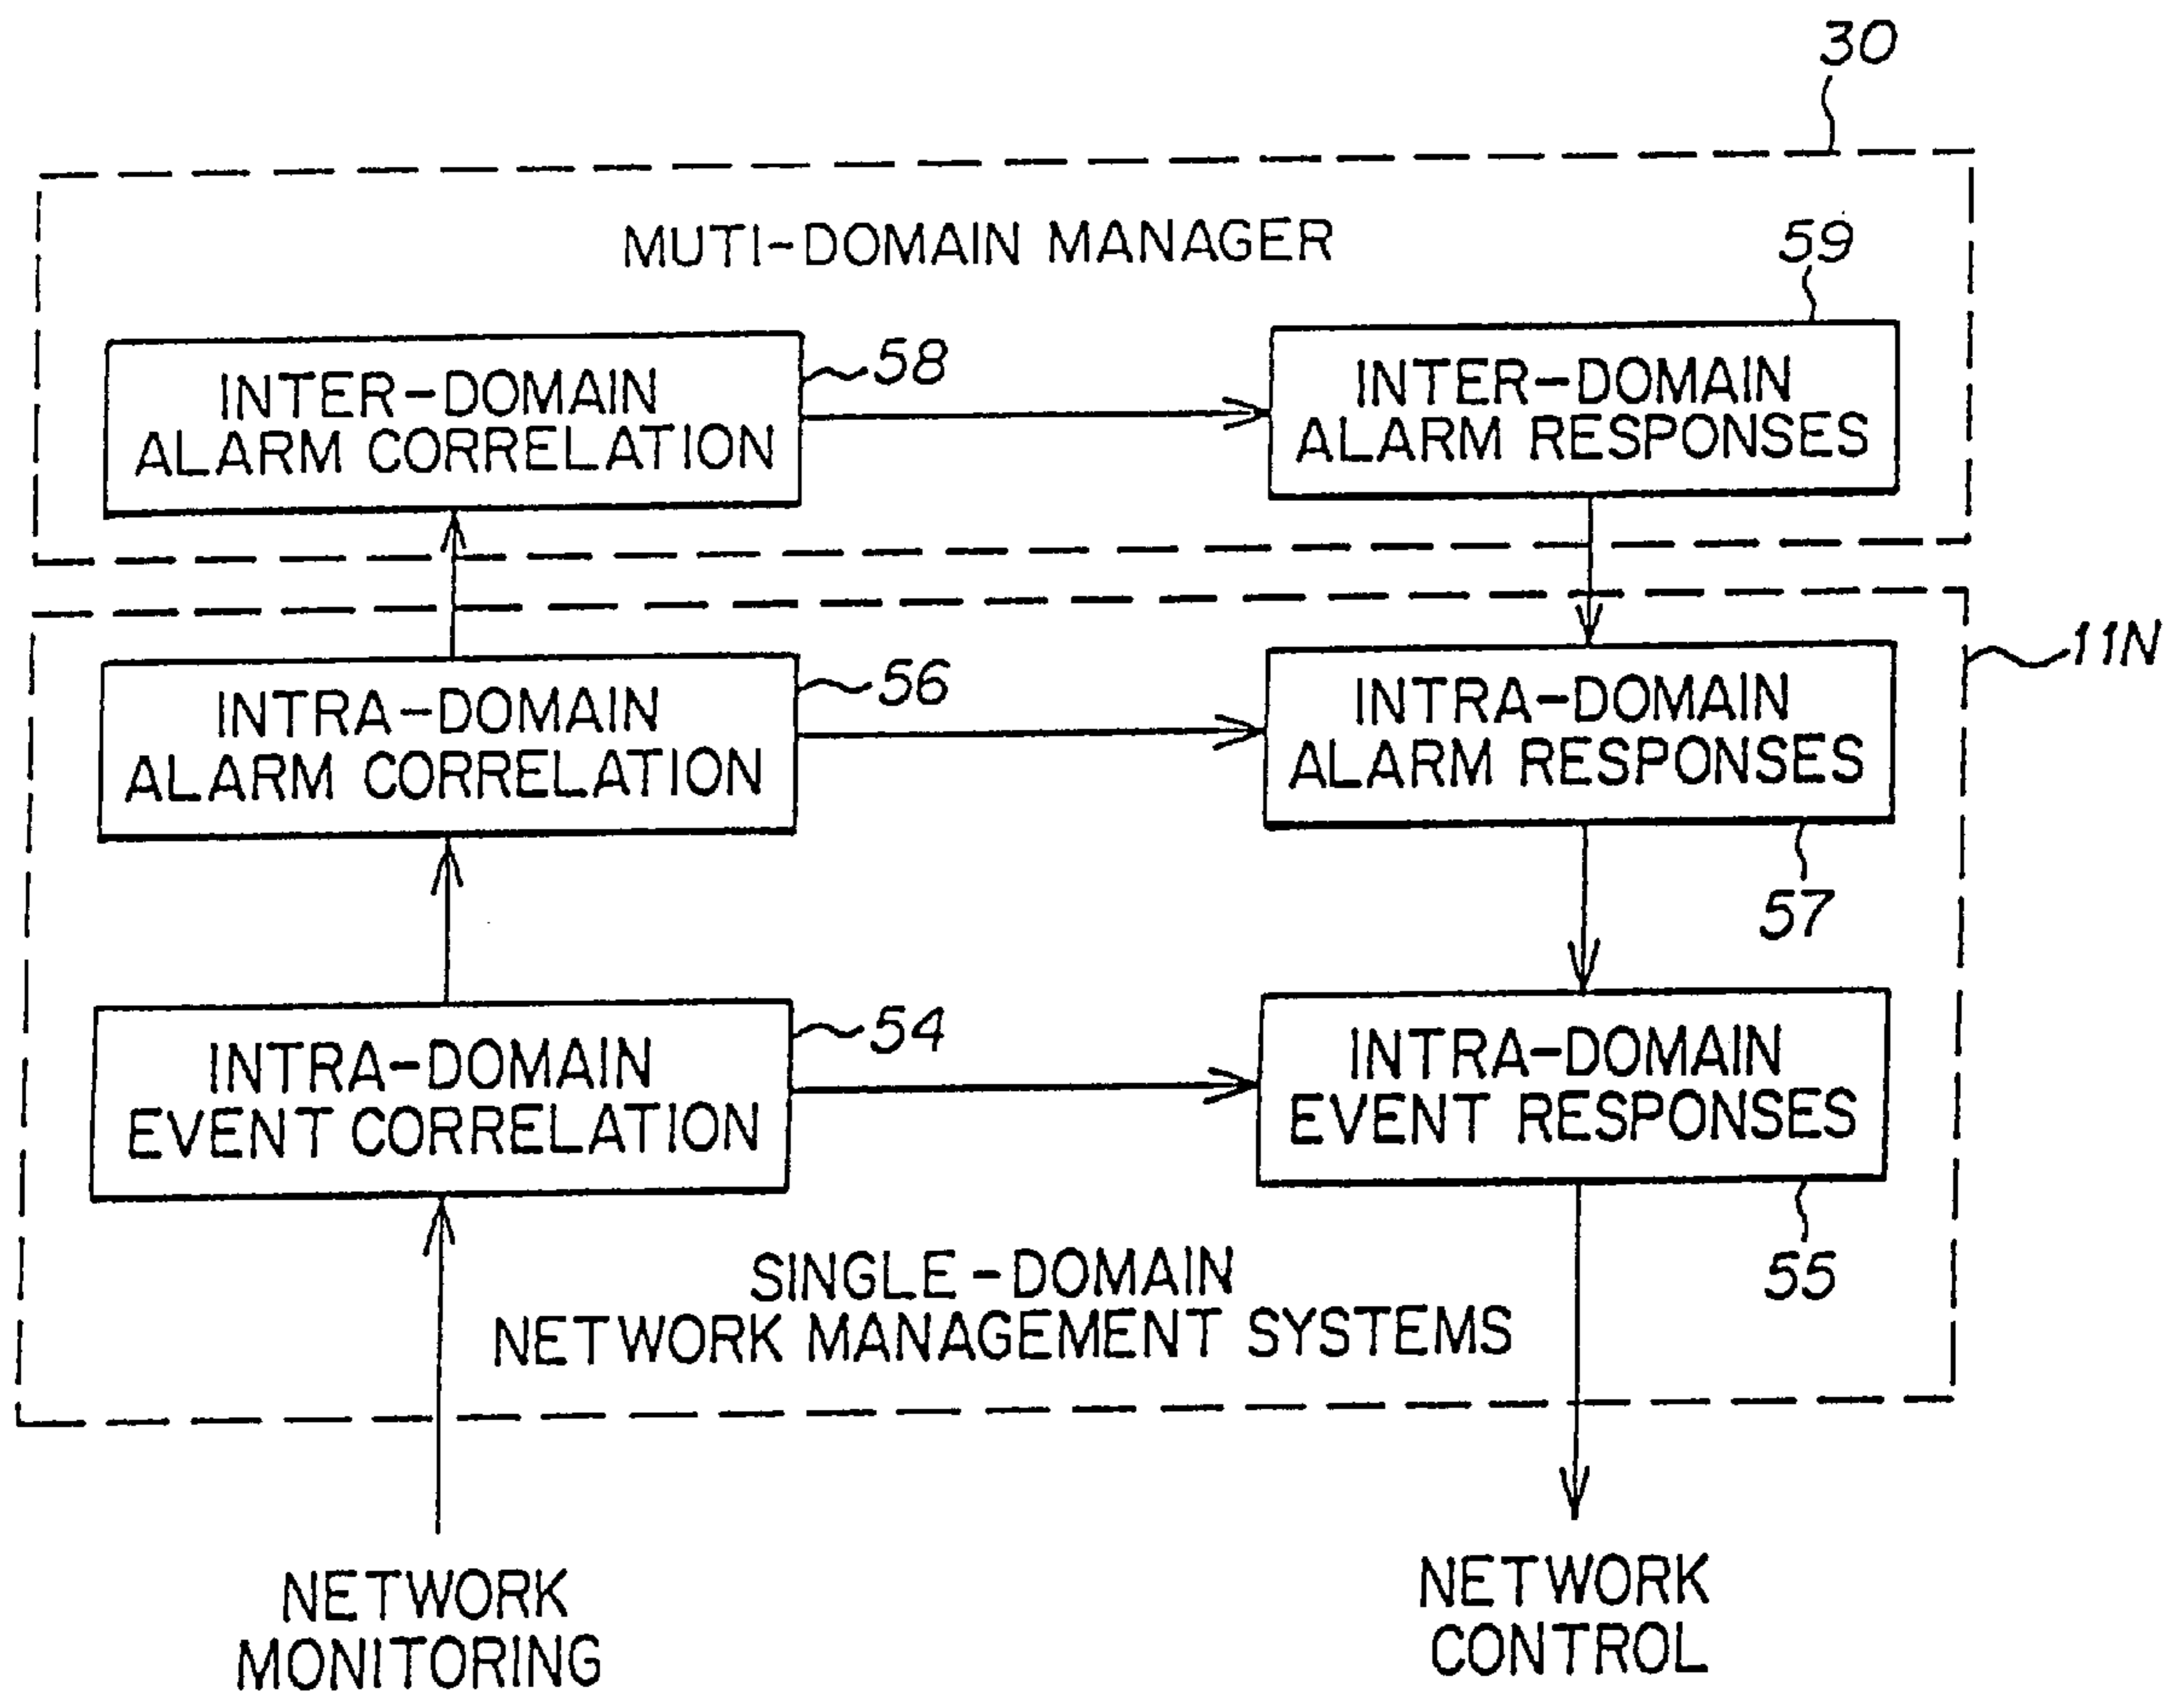 30
MUTI-DOMAIN MANAGER
59
58
INTER-DOMAIN
ALARM CORRELATION
INTER-DOMAIN
ALARM RESPONSES
11N
56
INTRA-DOMAIN
ALARM CORRELATION
INTRA-DOMAIN
ALARM RESPONSES
57
54
INTRA-DOMAIN
EVENT CORRELATION
INTRA-DOMAIN
EVENT RESPONSES
55
SINGLE-DOMAIN
NETWORK MANAGEMENT SYSTEMS
NETWORK
MONITORING
NETWORK
CONTROL